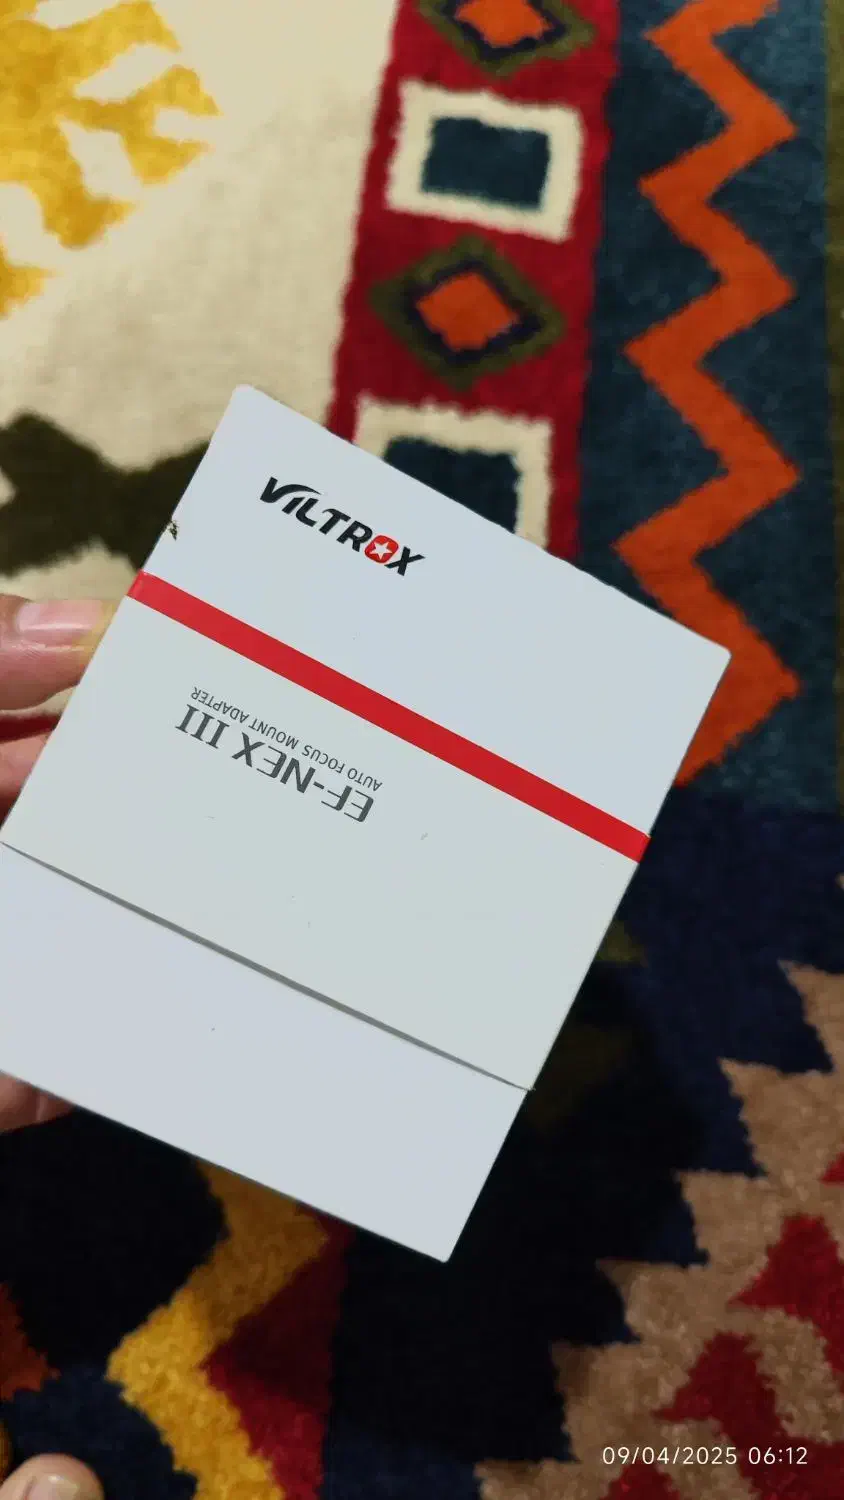 VILTROX
EF-NEX III
AUTO FOCUS MOUNT ADAPTER
09/04/2025 06:12